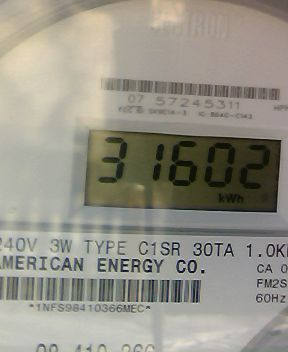 07 57245311
31602
kWh
240V 3W TYPE C1SR 30TA 1.0K
AMERICAN ENERGY CO.
CA 0
FM2S
60Hz
*1NFS98410366MEC*